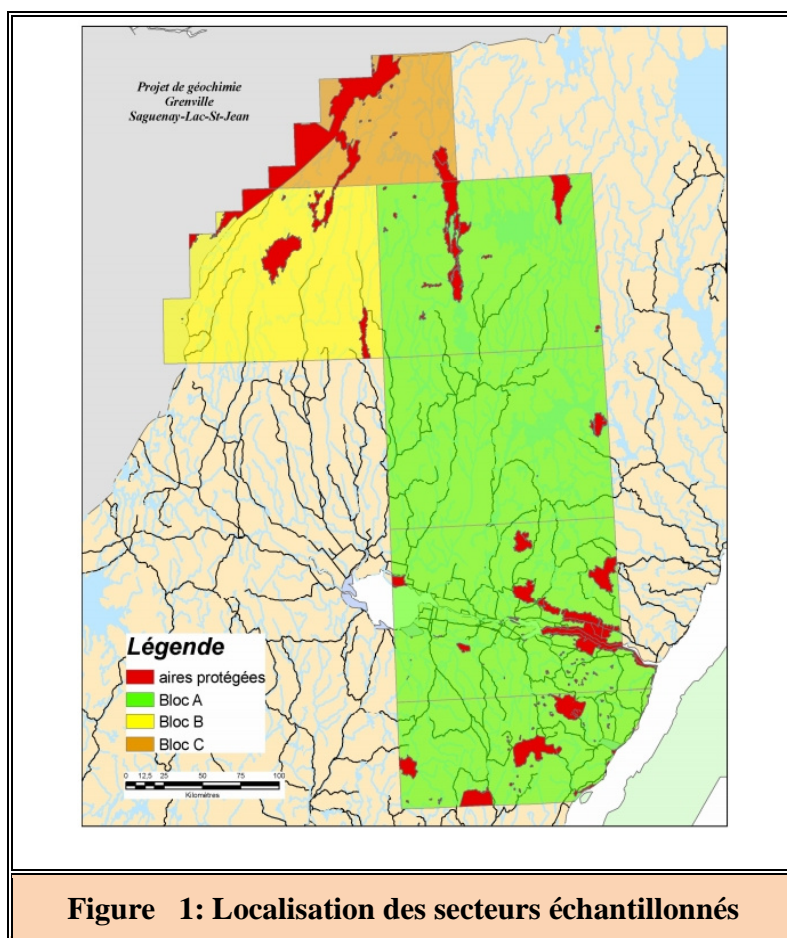 Projet de géochimie
Grenville
Saguenay-Lac-St-Jean
Légende
aires protégées
Bloc A
Bloc B
Bloc C
0 12,5 25 50 75 100
Kilomètres
Figure 1: Localisation des secteurs échantillonnés